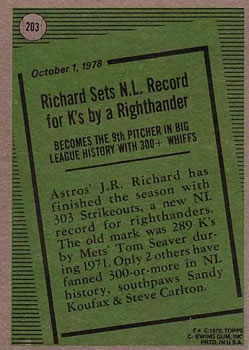 203
October 1, 1978
Richard Sets N.L. Record
for K's by a Righthander
BECOMES THE 9th PITCHER IN BIG
LEAGUE HISTORY WITH 300+ WHIFFS
Astros' J.R. Richard has
finished the season with
303 Strikeouts, a new NL
record for righthanders.
The old mark was 289 K's
by Mets' Tom Seaver dur-
ing 1971. Only 2 others have
fanned 300-or-more in NL
history, southpaws Sandy
Koufax & Steve Carlton.
© 1979, TOPPS
CHEWING GUM, INC.
PRTD. IN U.S.A.